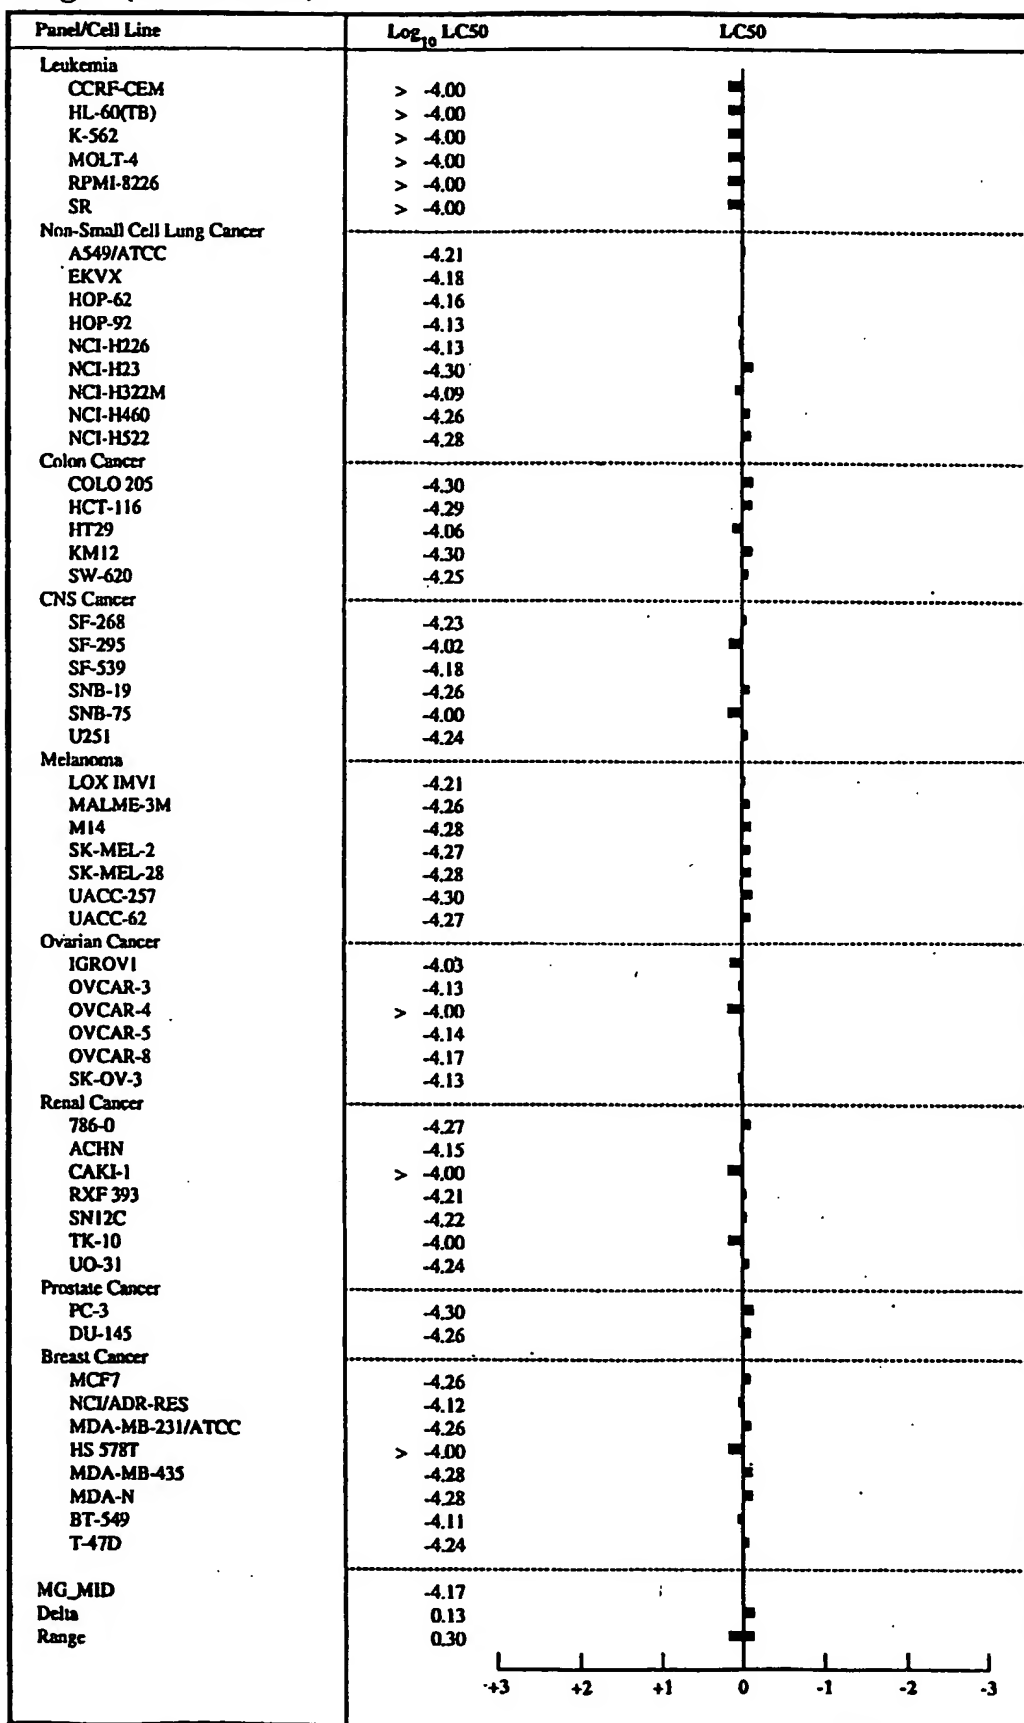 Panel/Cell Line Log10 LC50 LC50
Leukemia
CCRF-CEM > -4.00
HL-60(TB) > -4.00
K-562 > -4.00
MOLT-4 > -4.00
RPMI-8226 > -4.00
SR > -4.00
Non-Small Cell Lung Cancer
A549/ATCC -4.21
EKVX -4.18
HOP-62 -4.16
HOP-92 -4.13
NCI-H226 -4.13
NCI-H23 -4.30
NCI-H322M -4.09
NCI-H460 -4.26
NCI-H522 -4.28
Colon Cancer
COLO 205 -4.30
HCT-116 -4.29
HT29 -4.06
KM12 -4.30
SW-620 -4.25
CNS Cancer
SF-268 -4.23
SF-295 -4.02
SF-539 -4.18
SNB-19 -4.26
SNB-75 -4.00
U251 -4.24
Melanoma
LOX IMVI -4.21
MALME-3M -4.26
M14 -4.28
SK-MEL-2 -4.27
SK-MEL-28 -4.28
UACC-257 -4.30
UACC-62 -4.27
Ovarian Cancer
IGROV1 -4.03
OVCAR-3 -4.13
OVCAR-4 > -4.00
OVCAR-5 -4.14
OVCAR-8 -4.17
SK-OV-3 -4.13
Renal Cancer
786-0 -4.27
ACHN -4.15
CAKI-1 > -4.00
RXF 393 -4.21
SN12C -4.22
TK-10 -4.00
UO-31 -4.24
Prostate Cancer
PC-3 -4.30
DU-145 -4.26
Breast Cancer
MCF7 -4.26
NCI/ADR-RES -4.12
MDA-MB-231/ATCC -4.26
HS 578T > -4.00
MDA-MB-435 -4.28
MDA-N -4.28
BT-549 -4.11
T-47D -4.24
MG_MID -4.17
Delta 0.13
Range 0.30
+3 +2 +1 0 -1 -2 -3